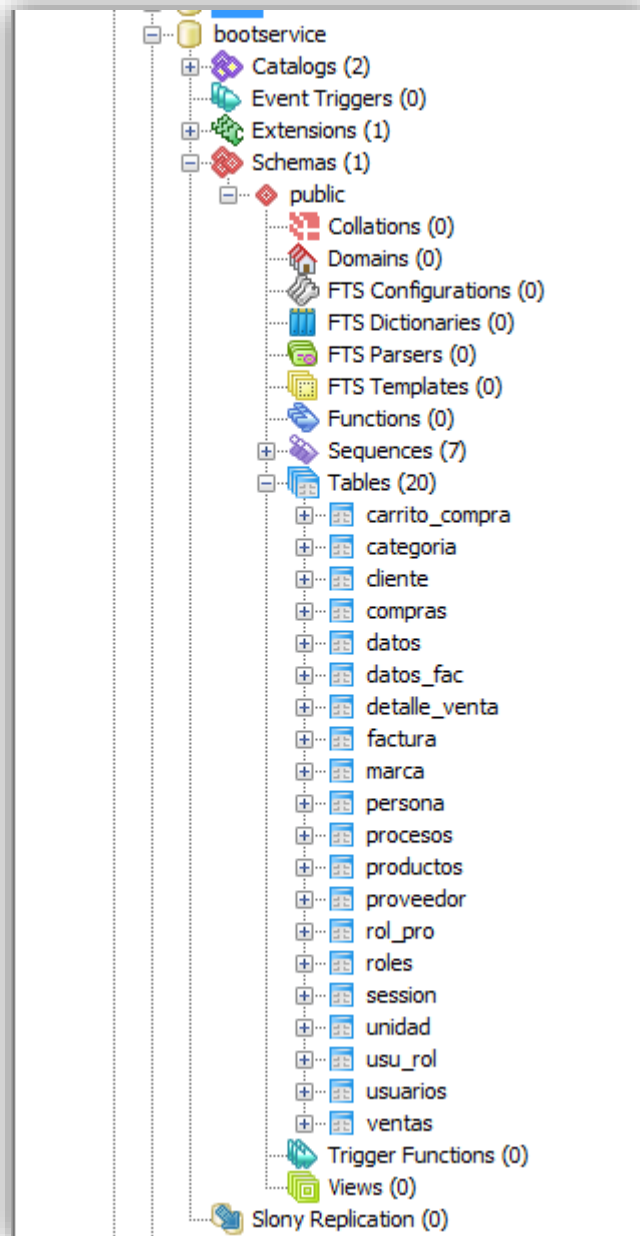 bootservice
Catalogs (2)
Event Triggers (0)
Extensions (1)
Schemas (1)
public
Collations (0)
Domains (0)
FTS Configurations (0)
FTS Dictionaries (0)
FTS Parsers (0)
FTS Templates (0)
Functions (0)
Sequences (7)
Tables (20)
carrito_compra
categoria
cliente
compras
datos
datos_fac
detalle_venta
factura
marca
persona
procesos
productos
proveedor
rol_pro
roles
session
unidad
usu_rol
usuarios
ventas
Trigger Functions (0)
Views (0)
Slony Replication (0)